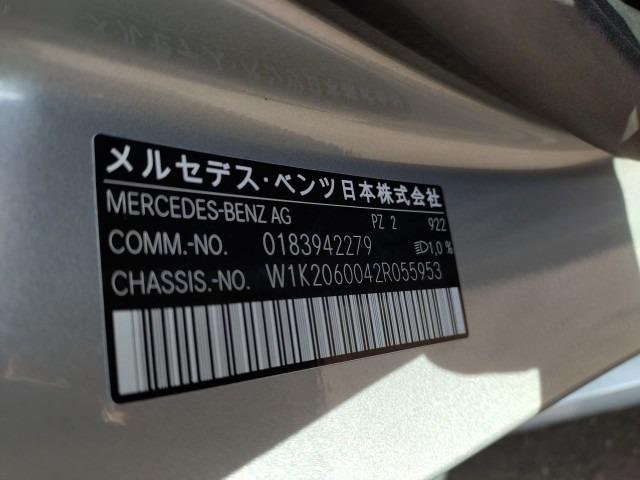 メルセデス・ベンツ日本株式会社
MERCEDES-BENZ AG PZ 2 922
COMM.-NO. 0183942279 1,0 %
CHASSIS.-NO. W1K2060042R055953